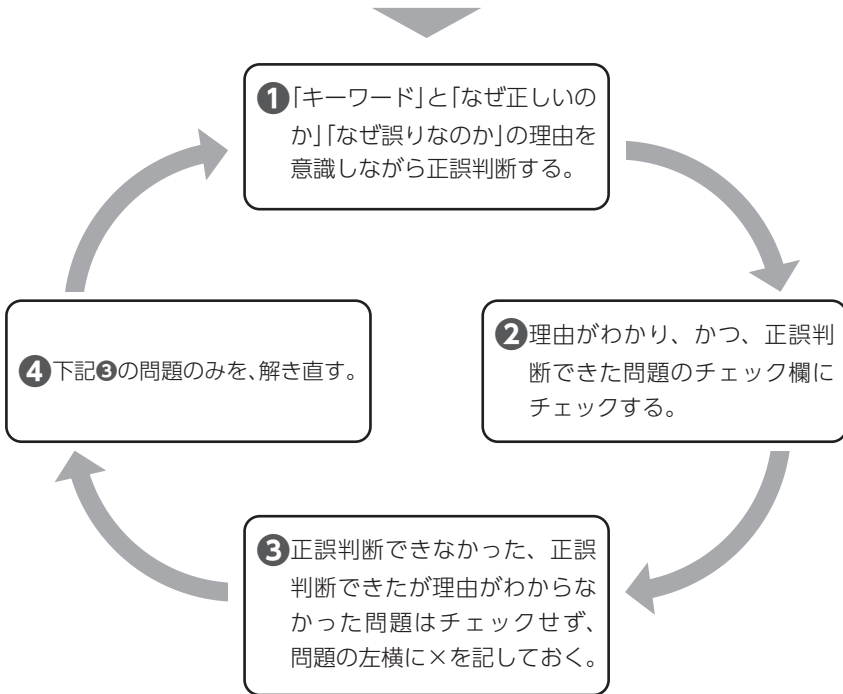 ❶「キーワード」と「なぜ正しいの
か」「なぜ誤りなのか」の理由を
意識しながら正誤判断する。
❷理由がわかり、かつ、正誤判
断できた問題のチェック欄に
チェックする。
❸正誤判断できなかった、正誤
判断できたが理由がわからな
かった問題はチェックせず、
問題の左横に×を記しておく。
❹下記❸の問題のみを、解き直す。